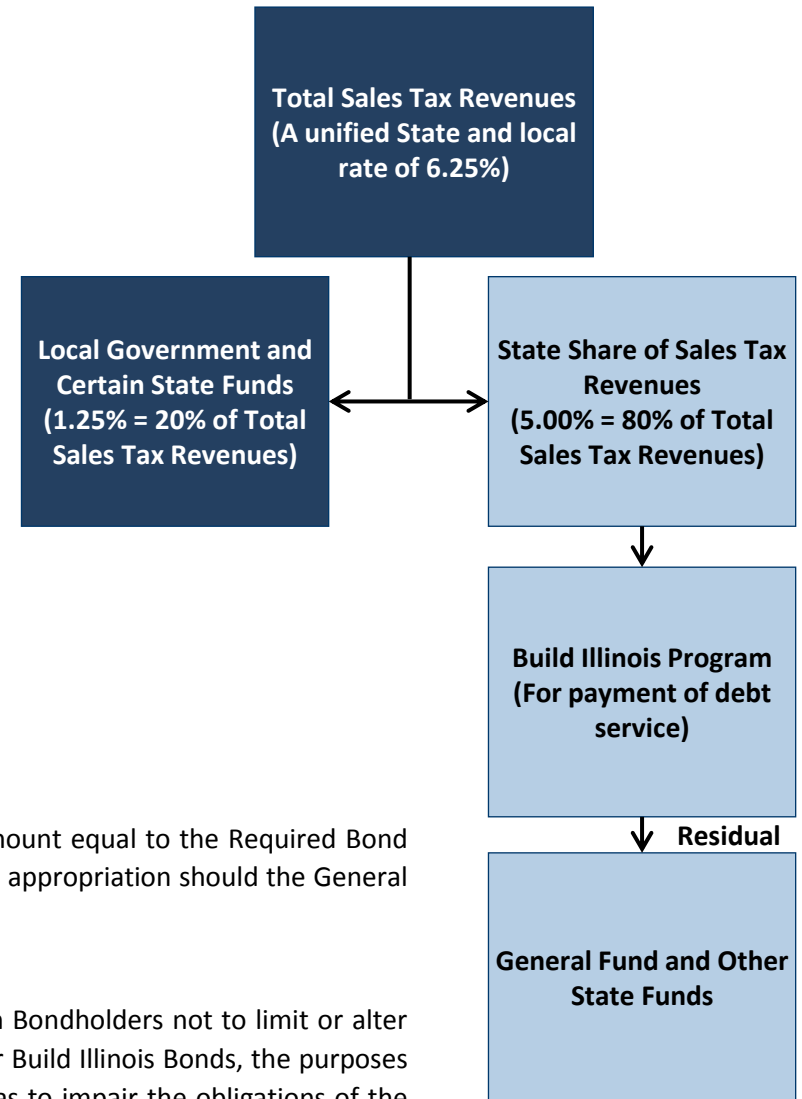 Total Sales Tax Revenues
(A unified State and local
rate of 6.25%)
Local Government and
Certain State Funds
(1.25% = 20% of Total
Sales Tax Revenues)
State Share of Sales Tax
Revenues
(5.00% = 80% of Total
Sales Tax Revenues)
Build Illinois Program
(For payment of debt
service)
Residual
General Fund and Other
State Funds
equal to the Required Bond
appropriation should the General
Bondholders not to limit or alter
Build Illinois Bonds, the purposes
to impair the obligations of the